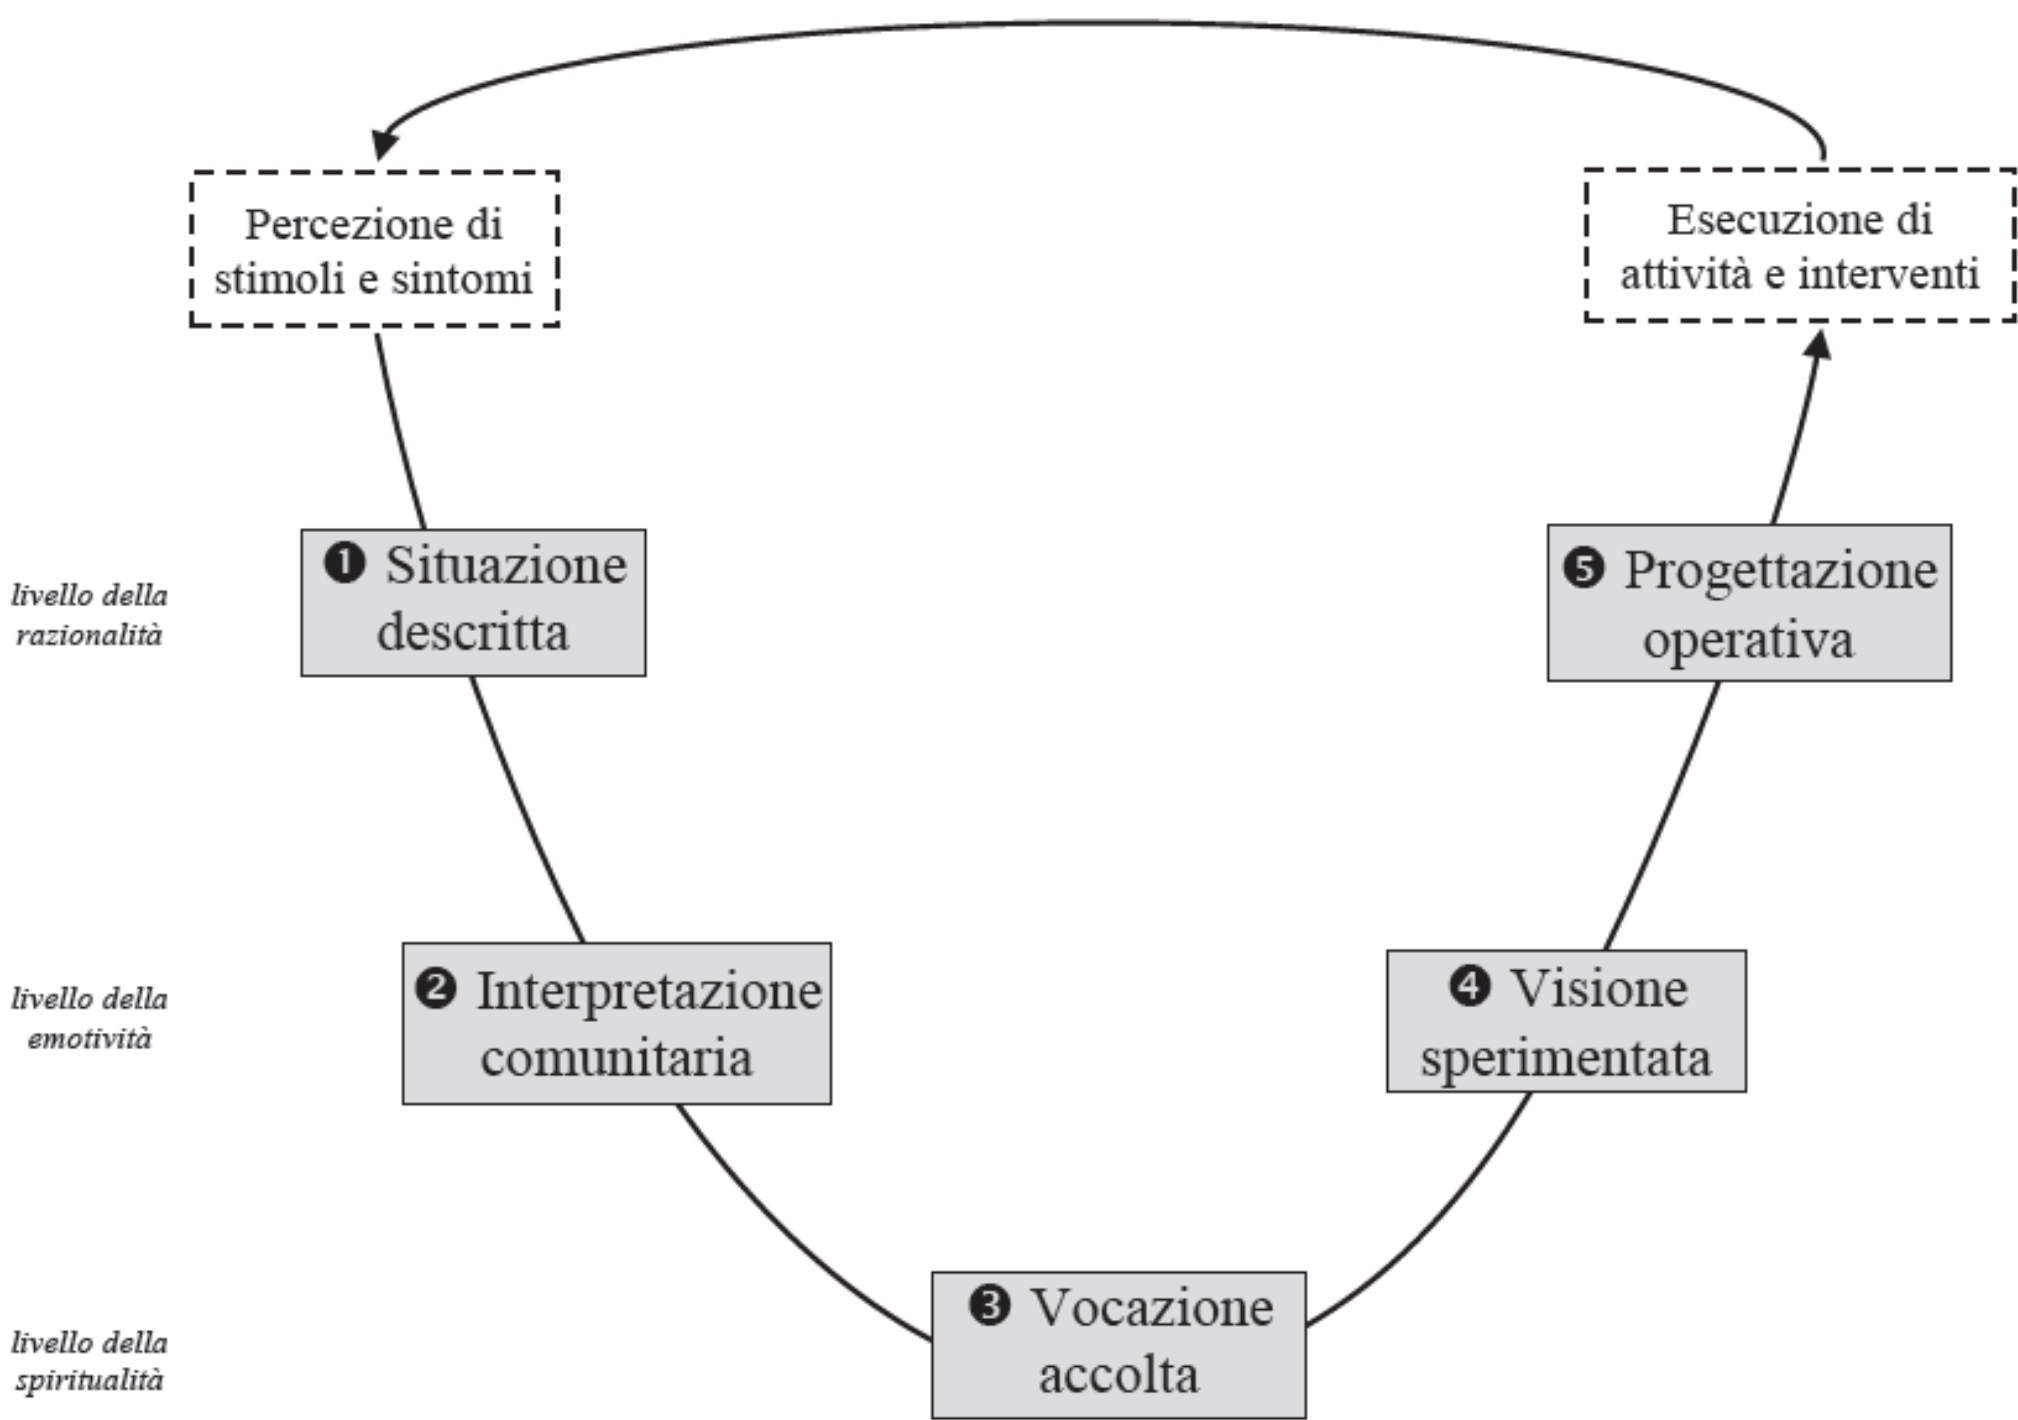 Percezione di
stimoli e sintomi
Esecuzione di
attività e interventi
livello della
razionalità
❶ Situazione
descritta
❺ Progettazione
operativa
livello della
emotività
❷ Interpretazione
comunitaria
❹ Visione
sperimentata
livello della
spiritualità
❸ Vocazione
accolta